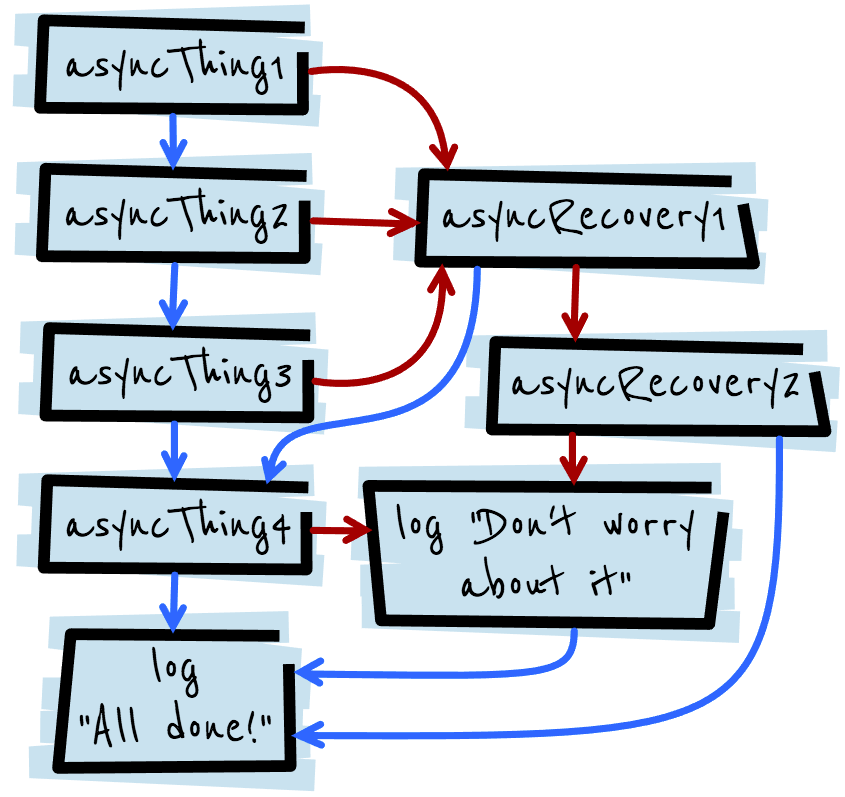 asyncThing1
asyncThing2
asyncRecovery1
asyncThing3
asyncRecovery2
asyncThing4
log "Don't worry
about it"
log
"All done!"